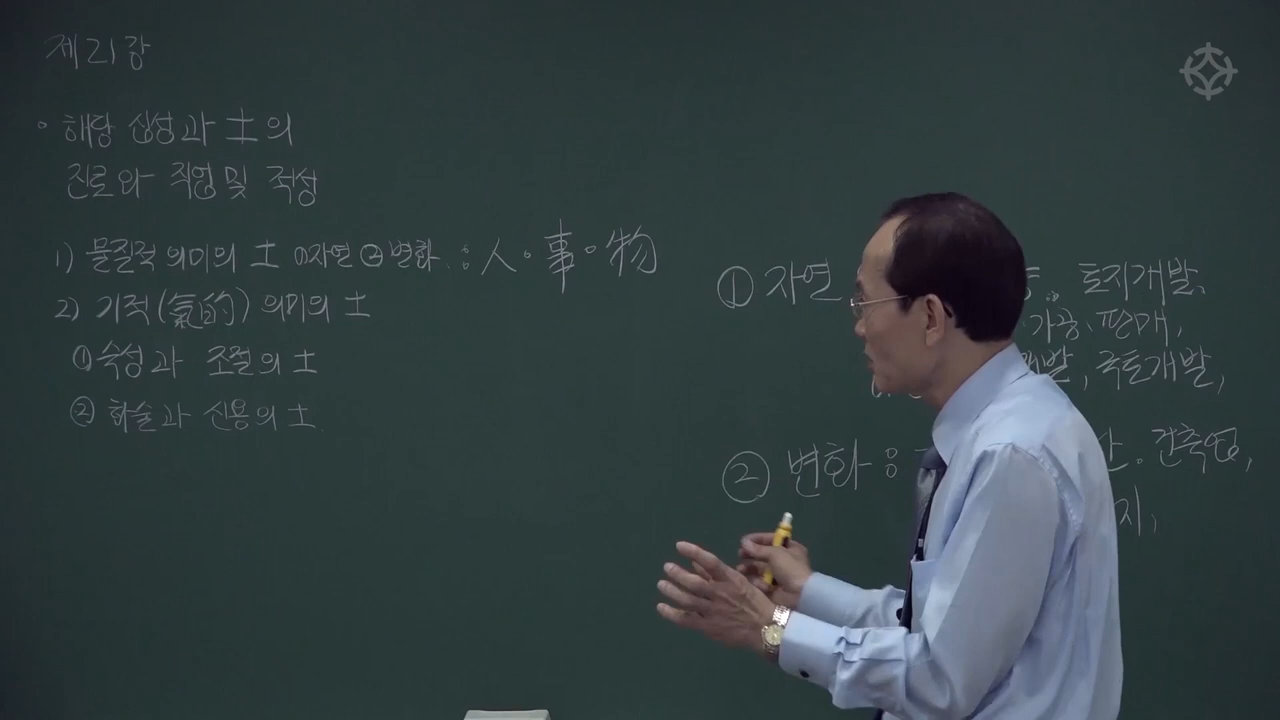 제21강
◦ 해당 십성과 土의
진로와 직업 및 적성
1) 물질적 의미의 土 ①자연 ②변화 : 人 · 事 · 物
2) 기적(氣的) 의미의 土
① 속성과 조절의 土
② 학술과 신용의 土.
① 자연 토지개발,
가공, 판매,
개발, 국토개발,
② 변화 : 산. 건축업,
지,